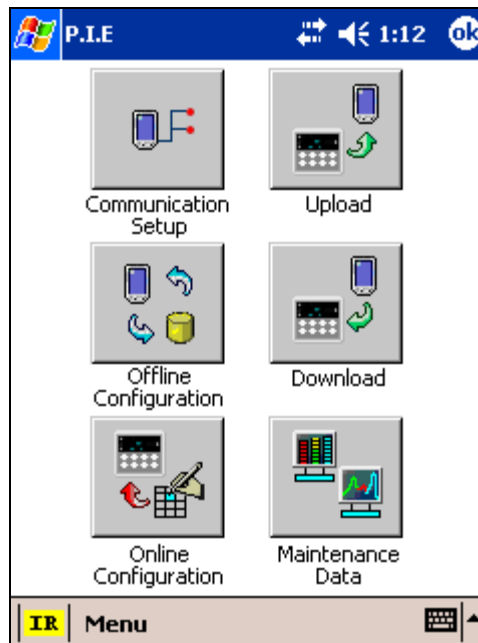 P.I.E 1:12 ok
Communication Setup
Upload
Offline Configuration
Download
Online Configuration
Maintenance Data
IR Menu